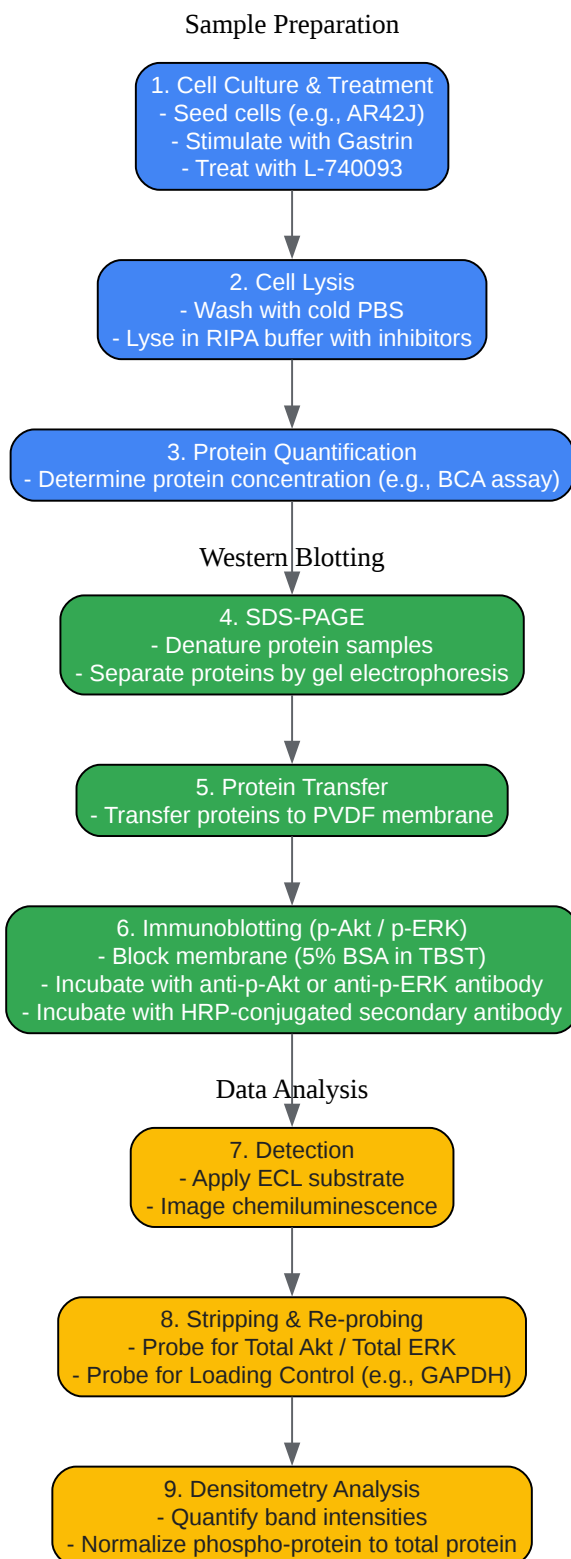 Sample Preparation
1. Cell Culture & Treatment
- Seed cells (e.g., AR42J)
- Stimulate with Gastrin
- Treat with L-740093
2. Cell Lysis
- Wash with cold PBS
- Lyse in RIPA buffer with inhibitors
3. Protein Quantification
- Determine protein concentration (e.g., BCA assay)
Western Blotting
4. SDS-PAGE
- Denature protein samples
- Separate proteins by gel electrophoresis
5. Protein Transfer
- Transfer proteins to PVDF membrane
6. Immunoblotting (p-Akt / p-ERK)
- Block membrane (5% BSA in TBST)
- Incubate with anti-p-Akt or anti-p-ERK antibody
- Incubate with HRP-conjugated secondary antibody
Data Analysis
7. Detection
- Apply ECL substrate
- Image chemiluminescence
8. Stripping & Re-probing
- Probe for Total Akt / Total ERK
- Probe for Loading Control (e.g., GAPDH)
9. Densitometry Analysis
- Quantify band intensities
- Normalize phospho-protein to total protein